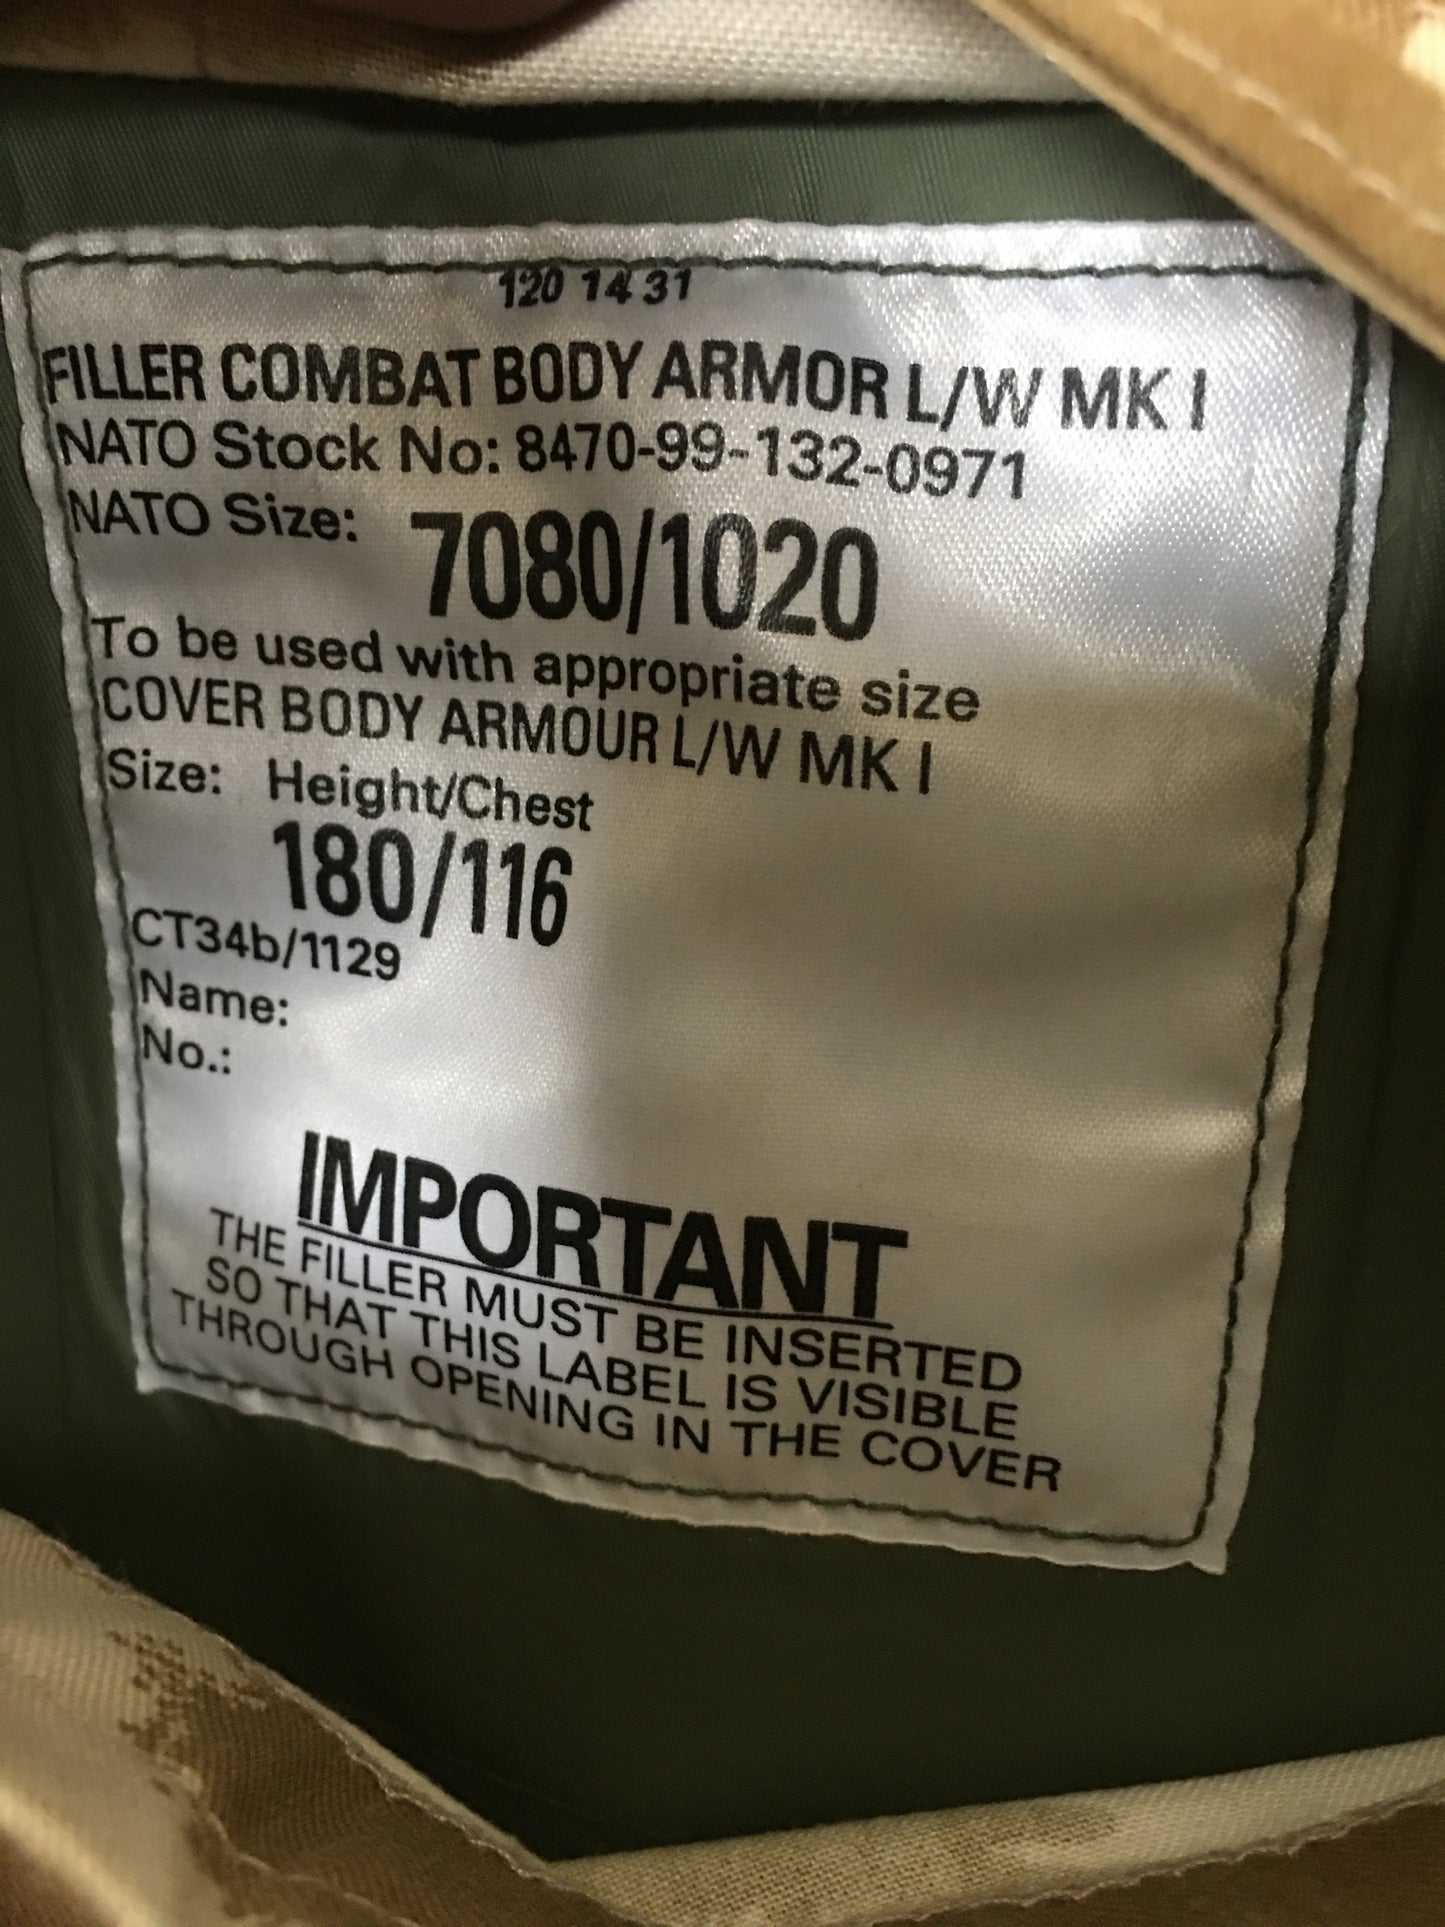 120 14 31
FILLER COMBAT BODY ARMOR L/W MK I
NATO Stock No: 8470-99-132-0971
NATO Size: 7080/1020
To be used with appropriate size
COVER BODY ARMOUR L/W MK I
Size: Height/Chest
180/116
CT34b/1129
Name:
No.:
IMPORTANT
THE FILLER MUST BE INSERTED
SO THAT THIS LABEL IS VISIBLE
THROUGH OPENING IN THE COVER